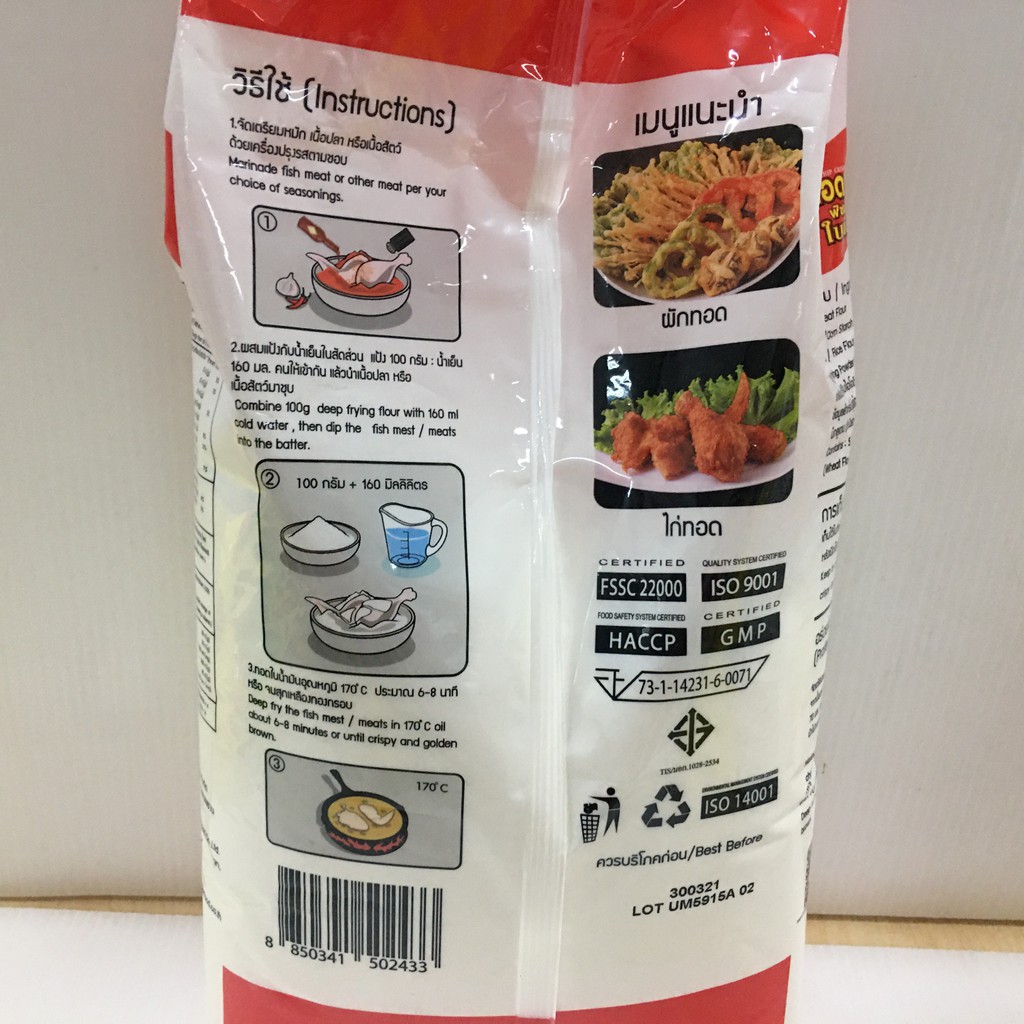 วิธีใช้ (Instructions)
1.จัดเตรียมหมัก เนื้อปลา หรือเนื้อสัตว์
ด้วยเครื่องปรุงรสตามชอบ
Marinade fish meat or other meat per your
choice of seasonings.
1
2.ผสมแป้งกับน้ำเย็นในสัดส่วน แป้ง 100 กรัม : น้ำเย็น
160 มล. คนให้เข้ากัน แล้วนำเนื้อปลา หรือ
เนื้อสัตว์มาชุบ
Combine 100g deep frying flour with 160 ml
cold water , then dip the fish mest / meats
into the batter.
2
100 กรัม + 160 มิลลิลิตร
3.ทอดในน้ำมันอุณหภูมิ 170°C ประมาณ 6-8 นาที
หรือ จนสุกเหลืองทองกรอบ
Deep fry the fish mest / meats in 170°C oil
about 6-8 minutes or until crispy and golden
brown.
3
170°C
8 850341 502433
เมนูแนะนำ
ผักทอด
ไก่ทอด
CERTIFIED
FSSC 22000
QUALITY SYSTEM CERTIFIED
ISO 9001
FOOD SAFETY SYSTEM CERTIFIED
HACCP
CERTIFIED
GMP
73-1-14231-6-0071
TIS/มอก.1028-2534
ENVIRONMENTAL MANAGEMENT SYSTEM CERTIFIED
ISO 14001
ควรบริโภคก่อน/Best Before
300321
LOT UM5915A 02